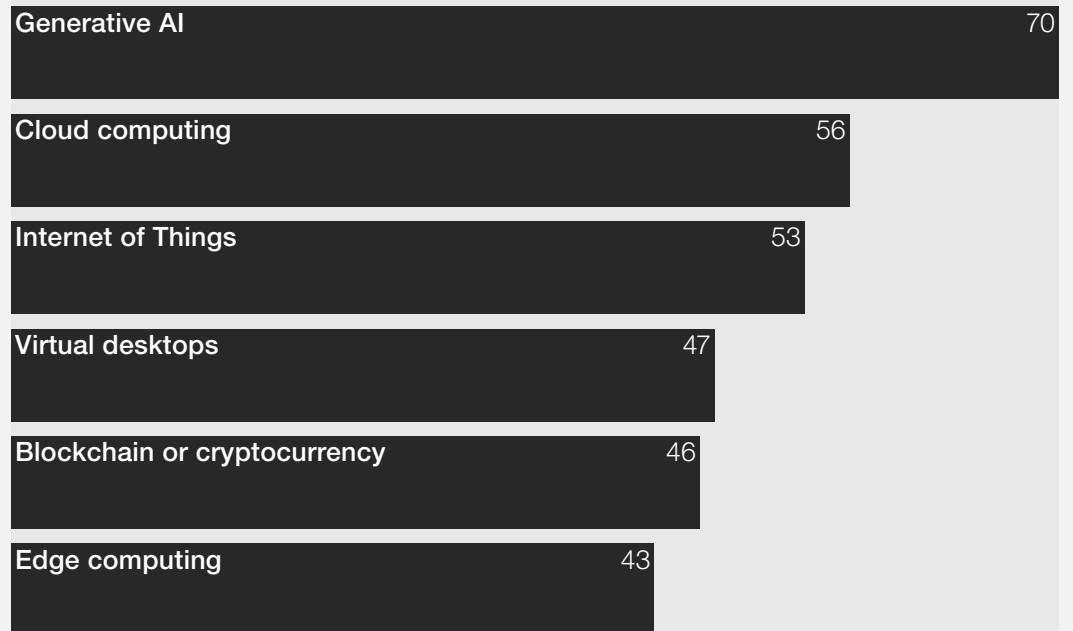 Generative AI 70
Cloud computing 56
Internet of Things 53
Virtual desktops 47
Blockchain or cryptocurrency 46
Edge computing 43